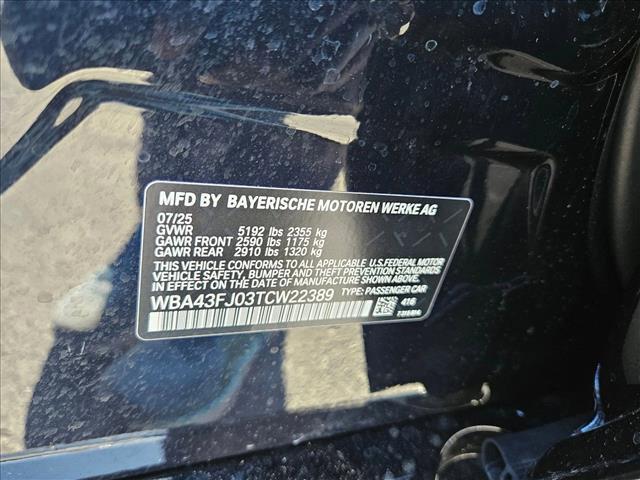 MFD BY BAYERISCHE MOTOREN WERKE AG
07/25
GVWR 5192 lbs 2355 kg
GAWR FRONT 2590 lbs 1175 kg
GAWR REAR 2910 lbs 1320 kg
THIS VEHICLE CONFORMS TO ALL APPLICABLE U.S.FEDERAL MOTOR
VEHICLE SAFETY, BUMPER AND THEFT PREVENTION STANDARDS
IN EFFECT ON THE DATE OF MANUFACTURE SHOWN ABOVE.
WBA43FJ03TCW22389 TYPE: PASSENGER CAR
416